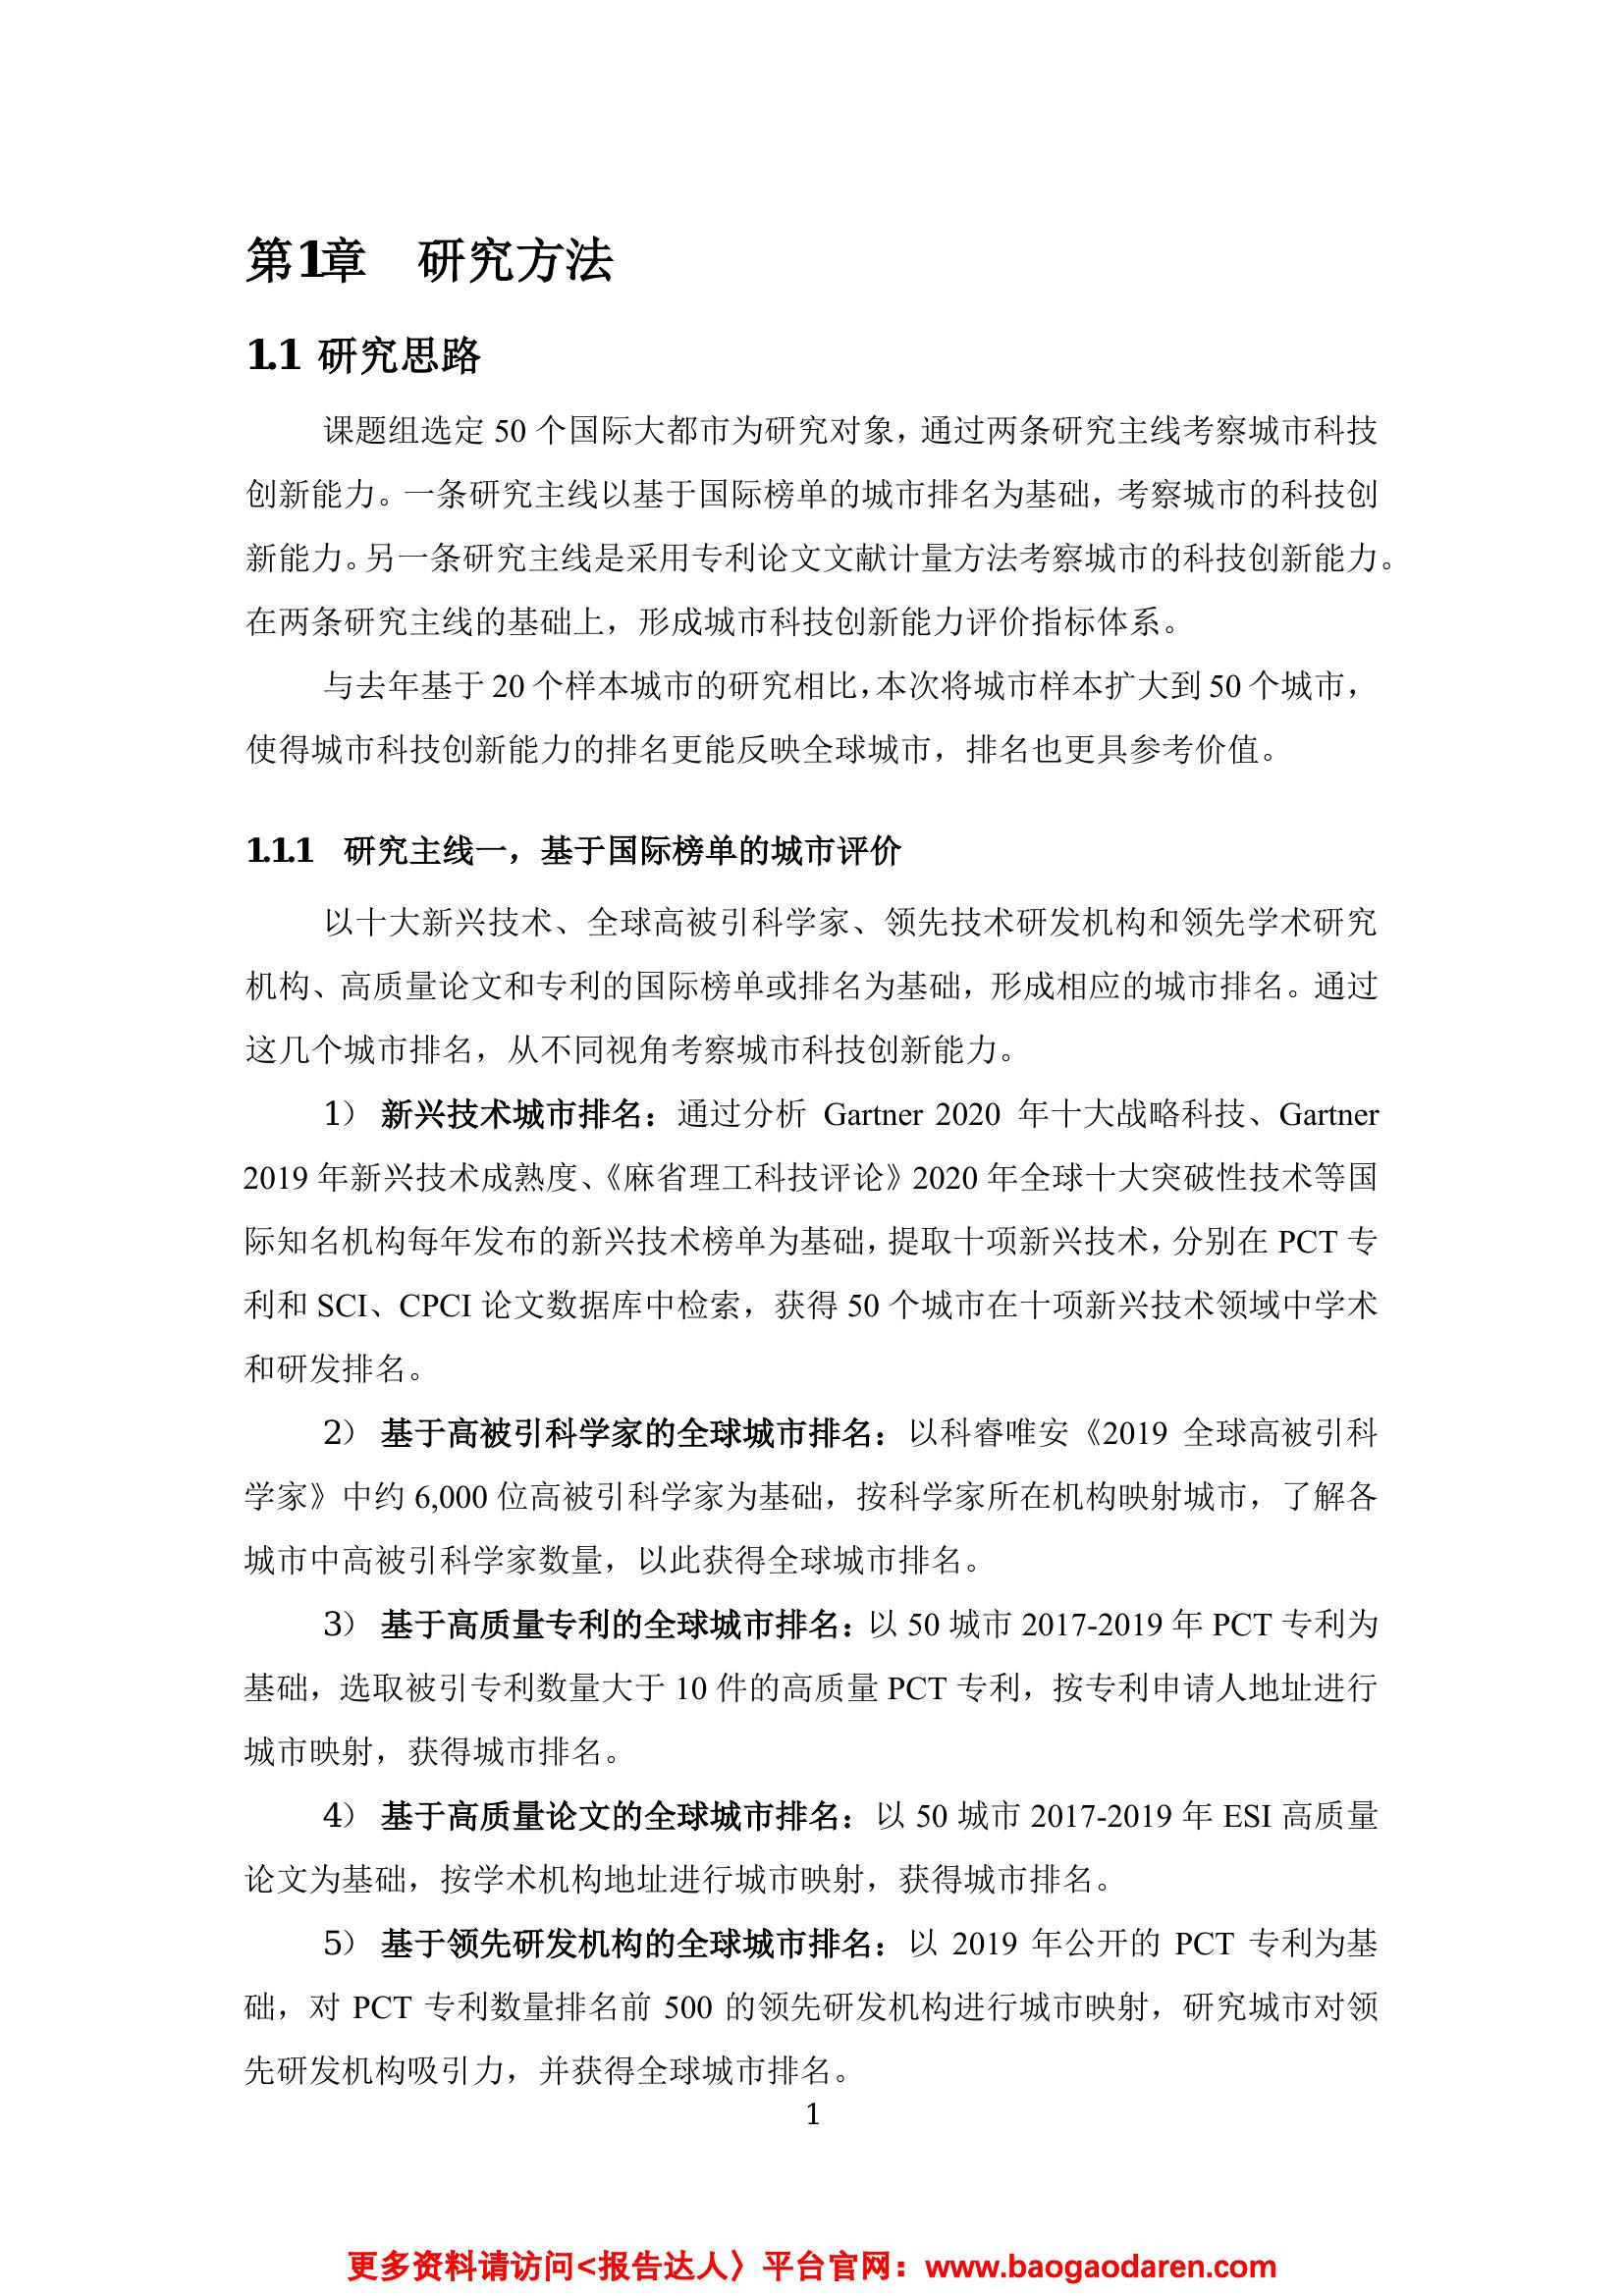 第1章　研究方法
1.1 研究思路
课题组选定 50 个国际大都市为研究对象，通过两条研究主线考察城市科技
创新能力。一条研究主线以基于国际榜单的城市排名为基础，考察城市的科技创
新能力。另一条研究主线是采用专利论文文献计量方法考察城市的科技创新能力。
在两条研究主线的基础上，形成城市科技创新能力评价指标体系。
与去年基于 20 个样本城市的研究相比，本次将城市样本扩大到 50 个城市，
使得城市科技创新能力的排名更能反映全球城市，排名也更具参考价值。
1.1.1 研究主线一，基于国际榜单的城市评价
以十大新兴技术、全球高被引科学家、领先技术研发机构和领先学术研究
机构、高质量论文和专利的国际榜单或排名为基础，形成相应的城市排名。通过
这几个城市排名，从不同视角考察城市科技创新能力。
1） 新兴技术城市排名：通过分析 Gartner 2020 年十大战略科技、Gartner
2019 年新兴技术成熟度、《麻省理工科技评论》2020 年全球十大突破性技术等国
际知名机构每年发布的新兴技术榜单为基础，提取十项新兴技术，分别在 PCT 专
利和 SCI、CPCI 论文数据库中检索，获得 50 个城市在十项新兴技术领域中学术
和研发排名。
2） 基于高被引科学家的全球城市排名：以科睿唯安《2019 全球高被引科
学家》中约 6,000 位高被引科学家为基础，按科学家所在机构映射城市，了解各
城市中高被引科学家数量，以此获得全球城市排名。
3） 基于高质量专利的全球城市排名：以 50 城市 2017-2019 年 PCT 专利为
基础，选取被引专利数量大于 10 件的高质量 PCT 专利，按专利申请人地址进行
城市映射，获得城市排名。
4） 基于高质量论文的全球城市排名：以 50 城市 2017-2019 年 ESI 高质量
论文为基础，按学术机构地址进行城市映射，获得城市排名。
5） 基于领先研发机构的全球城市排名：以 2019 年公开的 PCT 专利为基
础，对 PCT 专利数量排名前 500 的领先研发机构进行城市映射，研究城市对领
先研发机构吸引力，并获得全球城市排名。
1
更多资料请访问<报告达人〉平台官网：www.baogaodaren.com